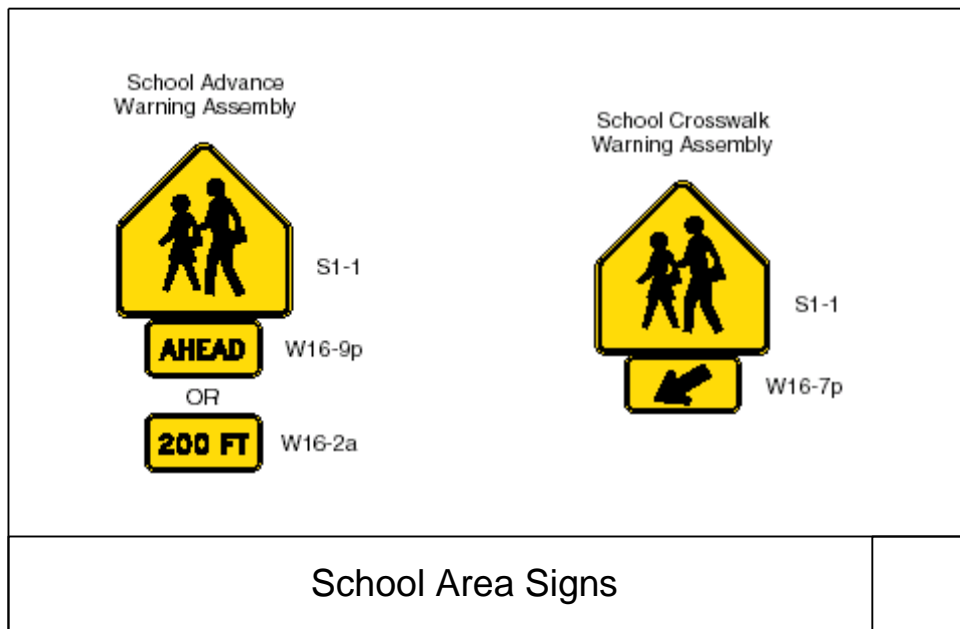 School Advance
Warning Assembly
S1-1
AHEAD
W16-9p
OR
200 FT
W16-2a
School Crosswalk
Warning Assembly
S1-1
W16-7p
School Area Signs